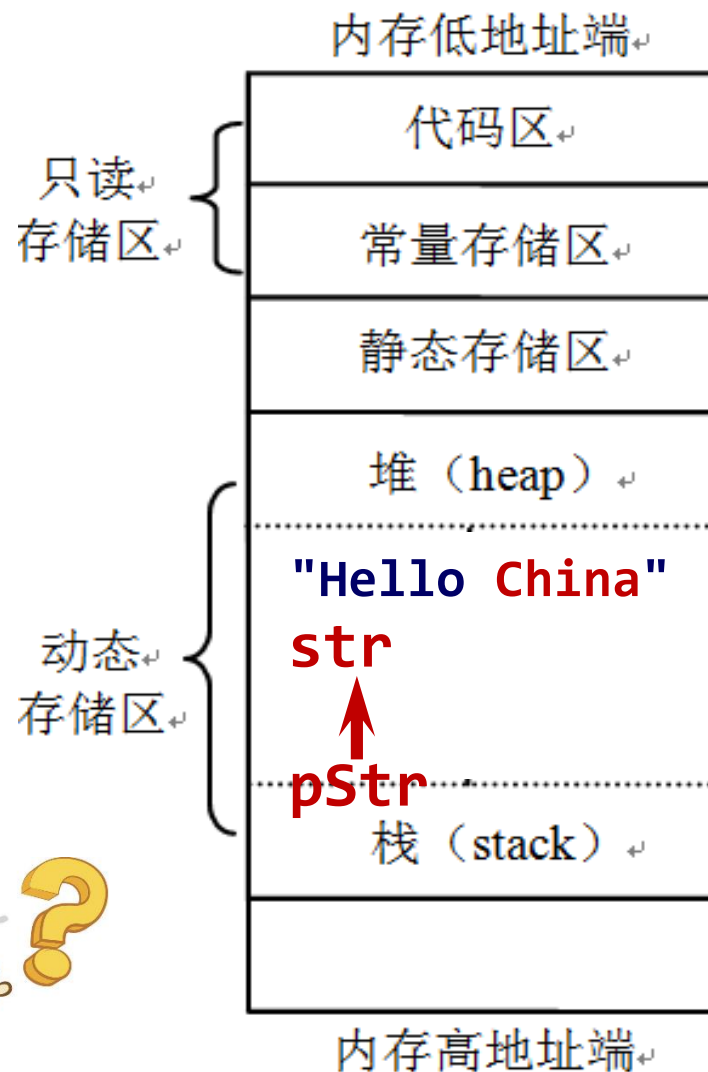 内存低地址端
代码区
只读
存储区
常量存储区
静态存储区
堆（heap）
"Hello China"
str
动态
存储区
pStr
栈（stack）
内存高地址端